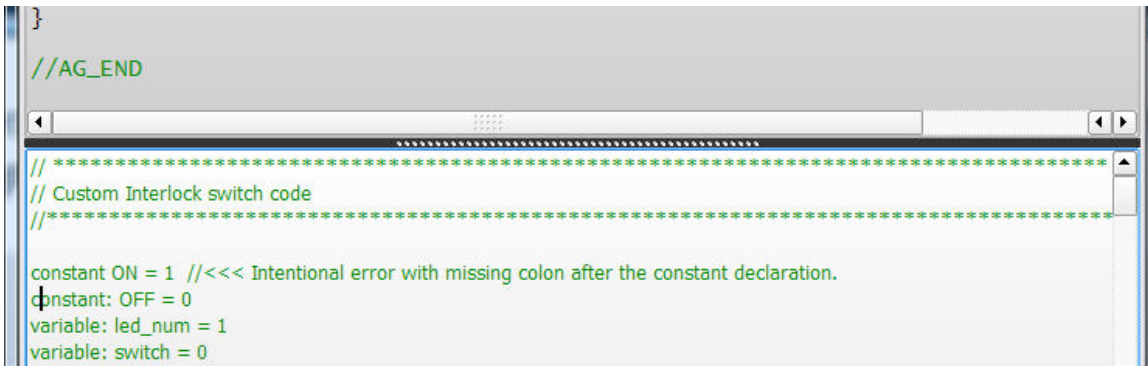 }
//AG_END
// *************************************************************************************
// Custom Interlock switch code
//**************************************************************************************
constant ON = 1  //<<< Intentional error with missing colon after the constant declaration.
constant: OFF = 0
variable: led_num = 1
variable: switch = 0